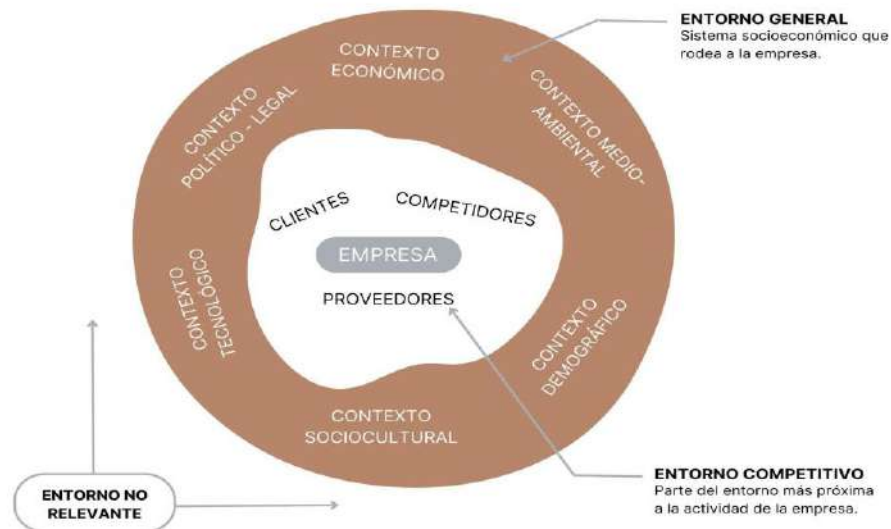 ENTORNO GENERAL
Sistema socioeconómico que
rodea a la empresa.
CONTEXTO
ECONÓMICO
CONTEXTO
POLÍTICO - LEGAL
CONTEXTO MEDIO-
AMBIENTAL
CLIENTES
COMPETIDORES
EMPRESA
PROVEEDORES
CONTEXTO
TECNOLÓGICO
CONTEXTO
DEMOGRÁFICO
CONTEXTO
SOCIOCULTURAL
ENTORNO NO
RELEVANTE
ENTORNO COMPETITIVO
Parte del entorno más próxima
a la actividad de la empresa.